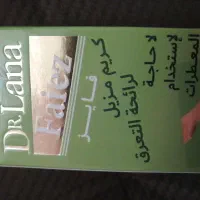 DR.Lana
Faiez
فايز
كريم مزيل
لرائحة التعرق
لا حاجة
لإستخدام
المعطرات